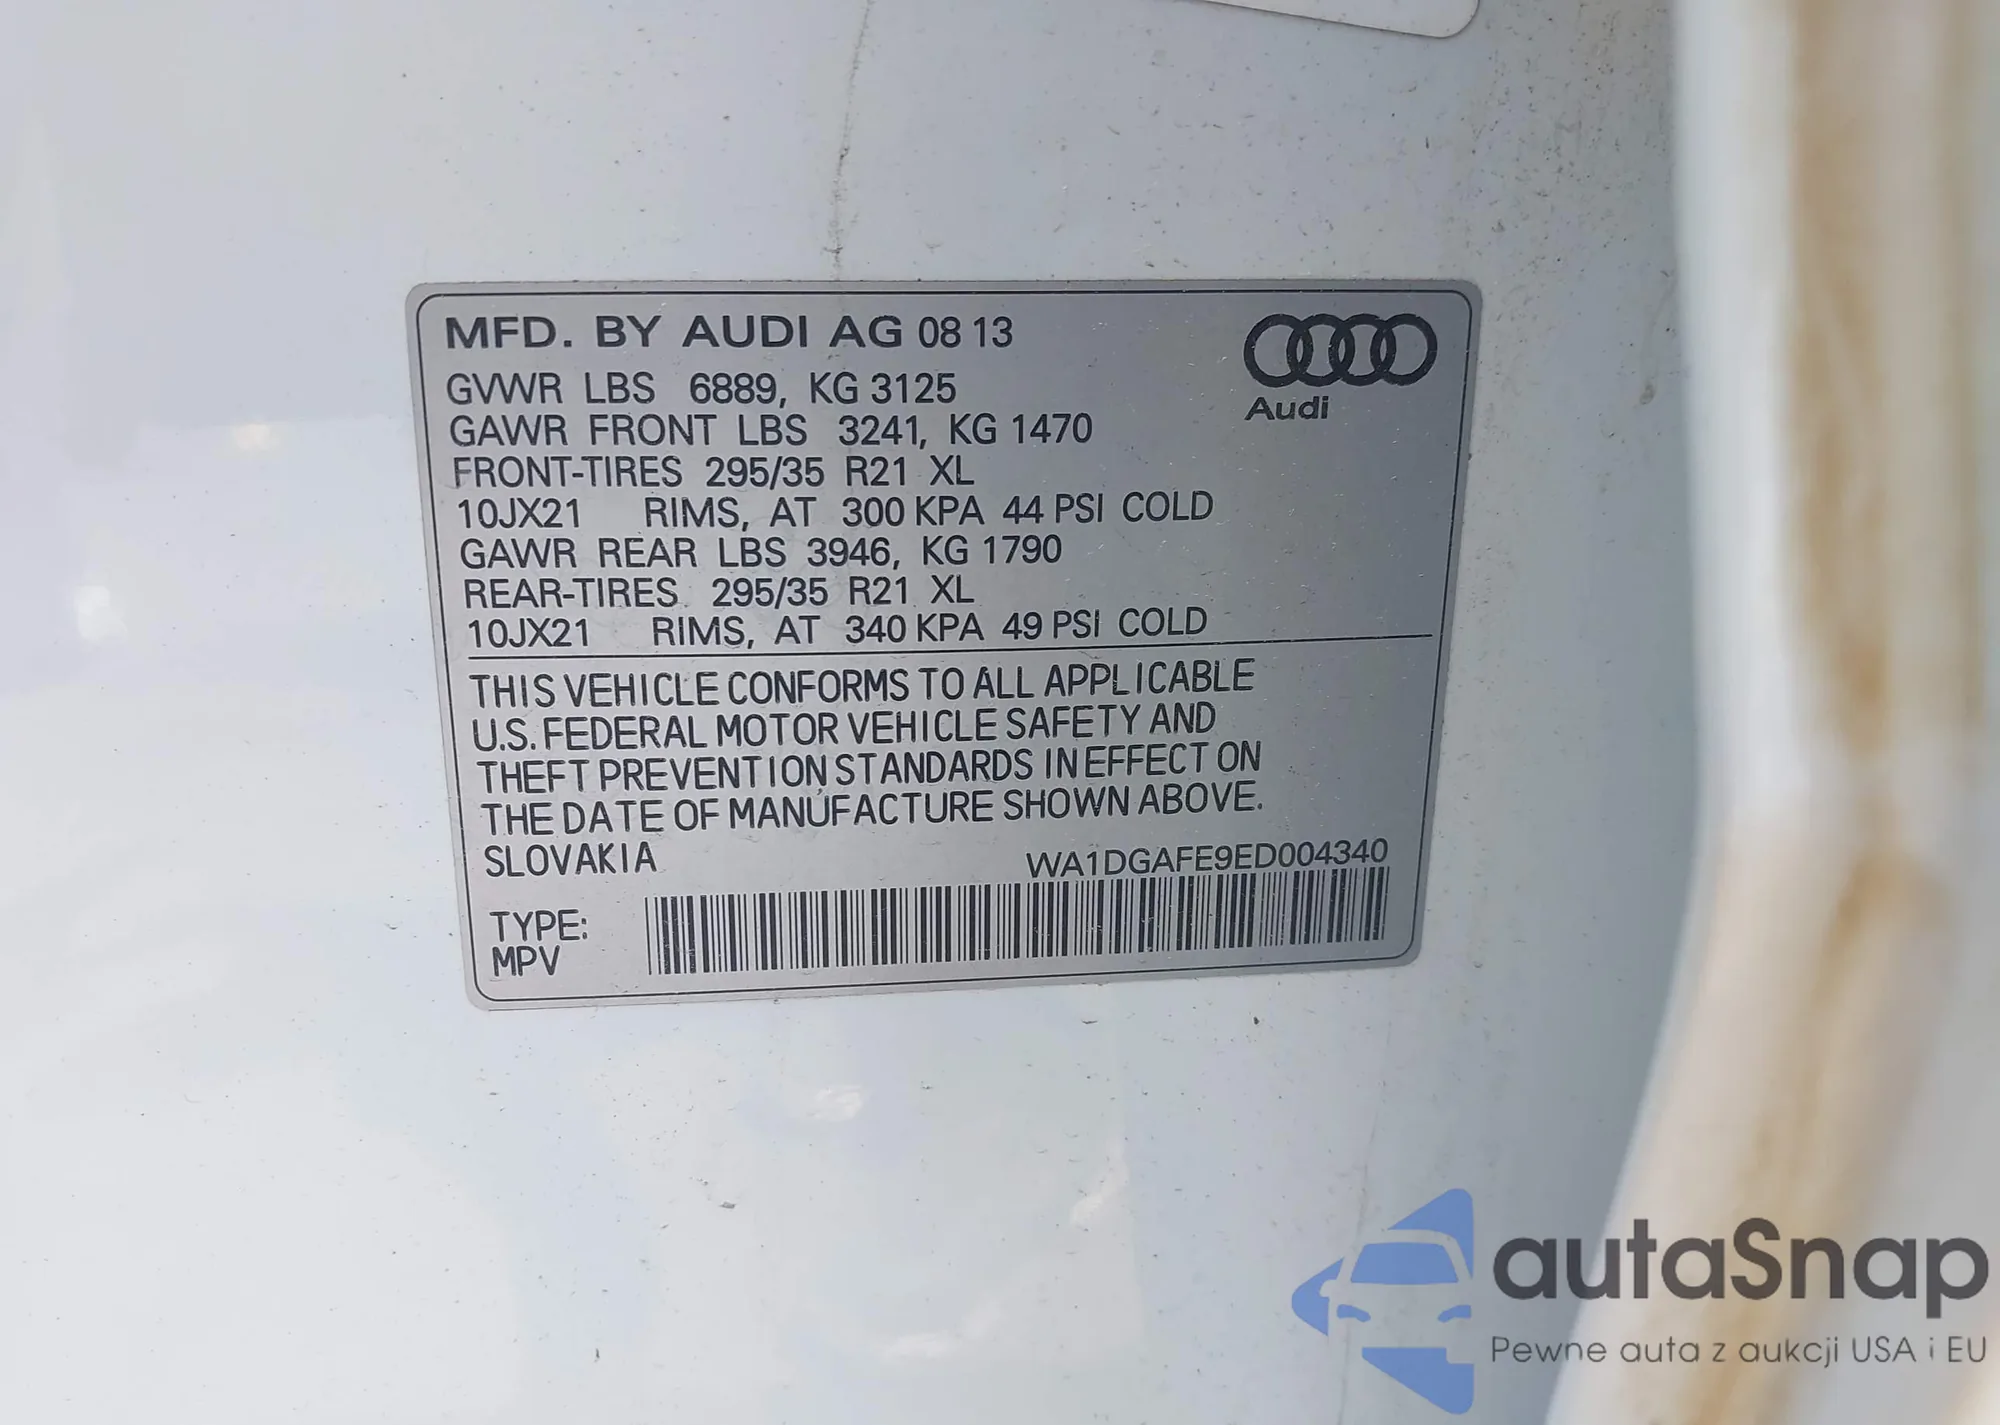 MFD. BY AUDI AG 08 13
Audi
GVWR LBS 6889, KG 3125
GAWR FRONT LBS 3241, KG 1470
FRONT-TIRES 295/35 R21 XL
10JX21 RIMS, AT 300 KPA 44 PSI COLD
GAWR REAR LBS 3946, KG 1790
REAR-TIRES 295/35 R21 XL
10JX21 RIMS, AT 340 KPA 49 PSI COLD
THIS VEHICLE CONFORMS TO ALL APPLICABLE
U.S. FEDERAL MOTOR VEHICLE SAFETY AND
THEFT PREVENTION STANDARDS IN EFFECT ON
THE DATE OF MANUFACTURE SHOWN ABOVE.
SLOVAKIA WA1DGAFE9ED004340
TYPE:
MPV
autaSnap
Pewne auta z aukcji USA i EU